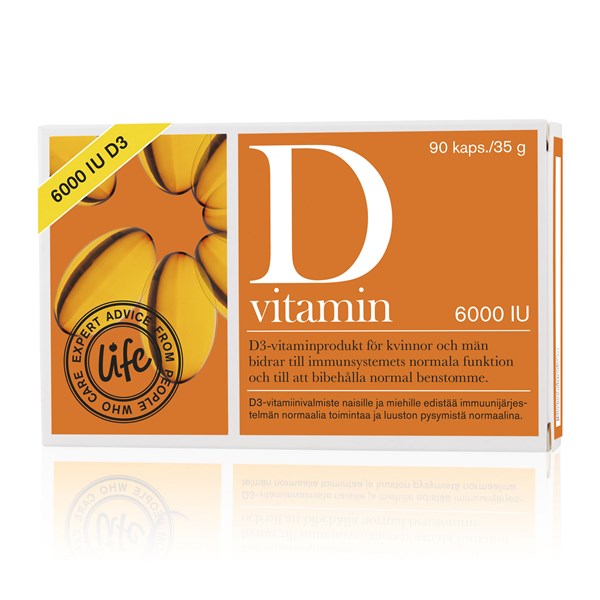 6000 IU D3
90 kaps./35 g
D
vitamin
6000 IU
D3-vitaminprodukt för kvinnor och män
bidrar till immunsystemets normala funktion
och till att bibehålla normal benstomme.
D3-vitamiinivalmiste naisille ja miehille edistää immuunijärjes-
telmän normaalia toimintaa ja luuston pysymistä normaalina.
EXPERT ADVICE FROM PEOPLE WHO CARE
life